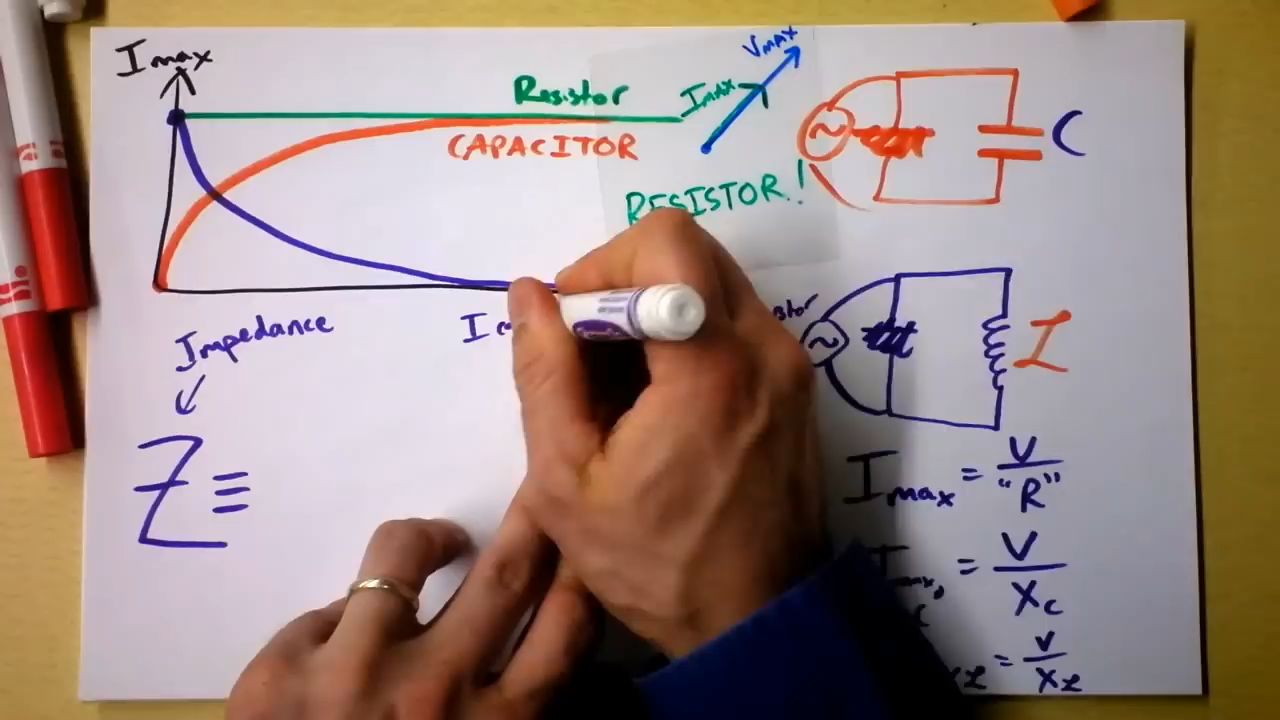 Imax
Resistor
CAPACITOR
Imax
Vmax
RESISTOR!
C
Impedance
I
Z ≡
Imax = V / "R"
= V / Xc
= V / XL